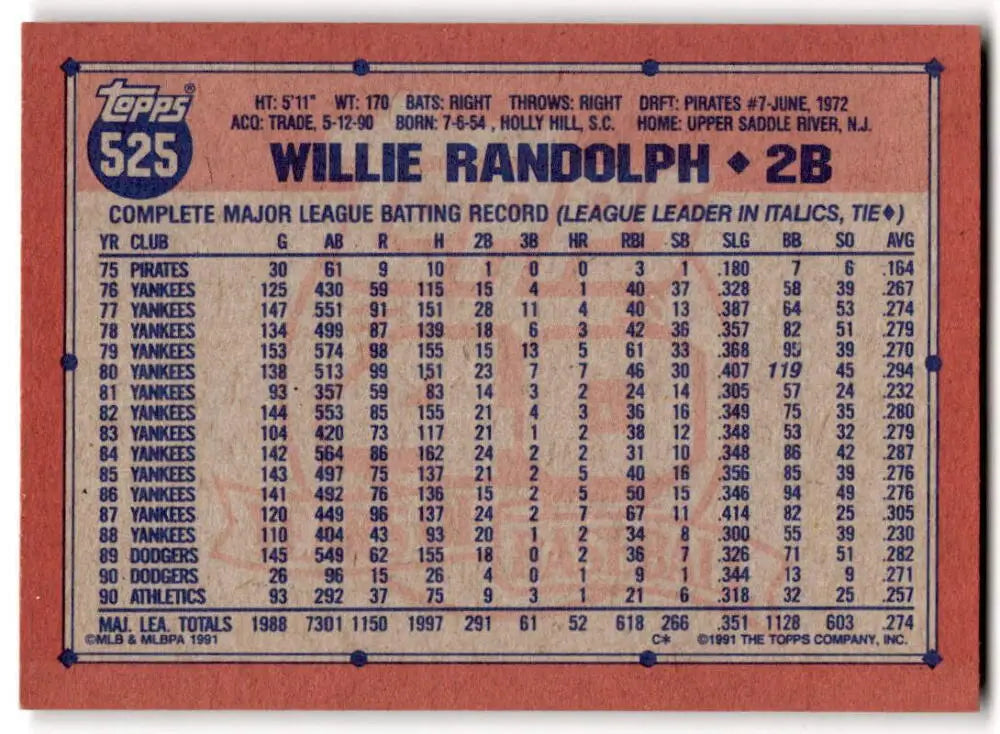 Topps®
525
HT: 5'11" WT: 170 BATS: RIGHT THROWS: RIGHT DRFT: PIRATES #7-JUNE, 1972
ACQ: TRADE, 5-12-90 BORN: 7-6-54 , HOLLY HILL, S.C. HOME: UPPER SADDLE RIVER, N.J.
WILLIE RANDOLPH ◆ 2B
COMPLETE MAJOR LEAGUE BATTING RECORD (LEAGUE LEADER IN ITALICS, TIE◆)
YR CLUB G AB R H 2B 3B HR RBI SB SLG BB SO AVG
75 PIRATES 30 61 9 10 1 0 0 3 1 .180 7 6 .164
76 YANKEES 125 430 59 115 15 4 1 40 37 .328 58 39 .267
77 YANKEES 147 551 91 151 28 11 4 40 13 .387 64 53 .274
78 YANKEES 134 499 87 139 18 6 3 42 36 .357 82 51 .279
79 YANKEES 153 574 98 155 15 13 5 61 33 .368 95 39 .270
80 YANKEES 138 513 99 151 23 7 7 46 30 .407 119 45 .294
81 YANKEES 93 357 59 83 14 3 2 24 14 .305 57 24 .232
82 YANKEES 144 553 85 155 21 4 3 36 16 .349 75 35 .280
83 YANKEES 104 420 73 117 21 1 2 38 12 .348 53 32 .279
84 YANKEES 142 564 86 162 24 2 2 31 10 .348 86 42 .287
85 YANKEES 143 497 75 137 21 2 5 40 16 .356 85 39 .276
86 YANKEES 141 492 76 136 15 2 5 50 15 .346 94 49 .276
87 YANKEES 120 449 96 137 24 2 7 67 11 .414 82 25 .305
88 YANKEES 110 404 43 93 20 1 2 34 8 .300 55 39 .230
89 DODGERS 145 549 62 155 18 0 2 36 7 .326 71 51 .282
90 DODGERS 26 96 15 26 4 0 1 9 1 .344 13 9 .271
90 ATHLETICS 93 292 37 75 9 3 1 21 6 .318 32 25 .257
MAJ. LEA. TOTALS 1988 7301 1150 1997 291 61 52 618 266 .351 1128 603 .274
©MLB & MLBPA 1991 C* ©1991 THE TOPPS COMPANY, INC.